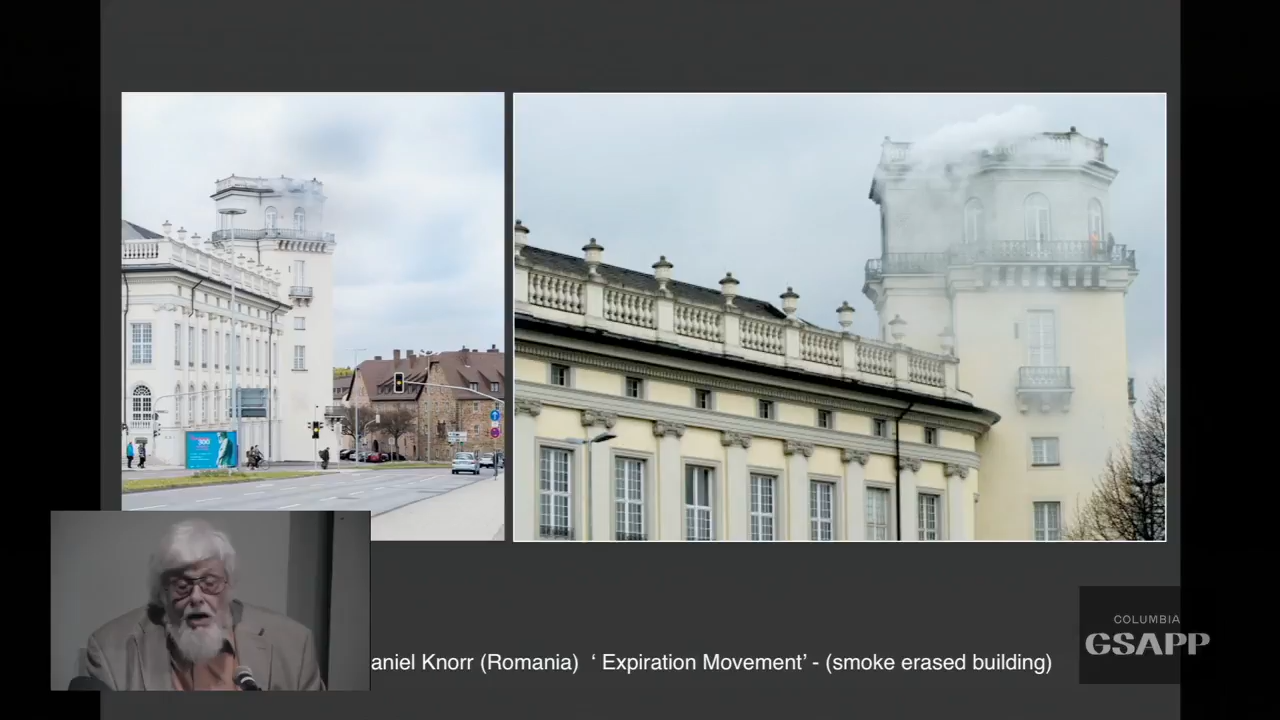 aniel Knorr (Romania)  ‘ Expiration Movement’ - (smoke erased building)
COLUMBIA
GSAPP